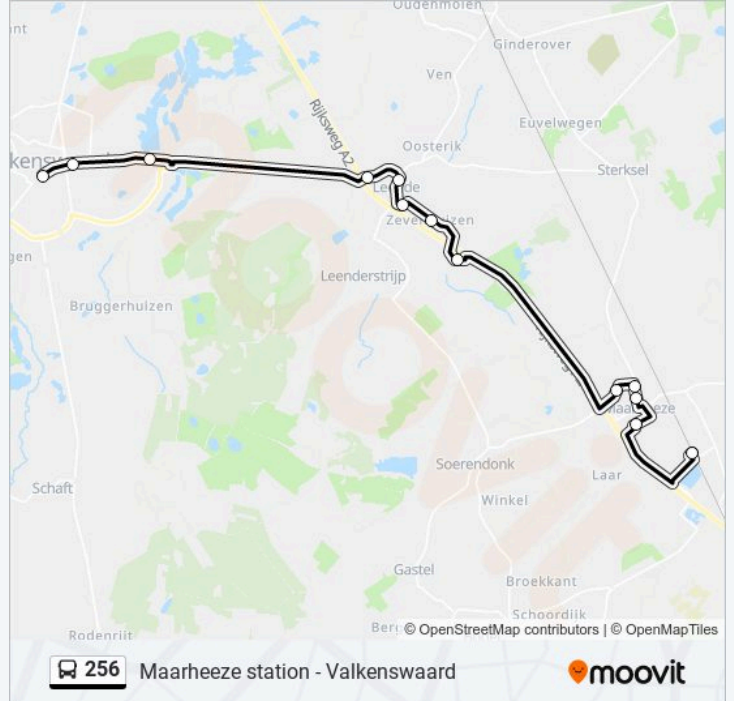 Oudenmolen
Ginderover
Ven
Rijksweg A2
Euvelwegen
Oosterik
Sterksel
Leende
Leenderstrijp
Bruggerhuizen
Soerendonk
Laar
Winkel
Schaft
Gastel
Broekkant
Schoordijk
Rodenrijt
© OpenStreetMap contributors | © OpenMapTiles
256 Maarheeze station - Valkenswaard
moovit